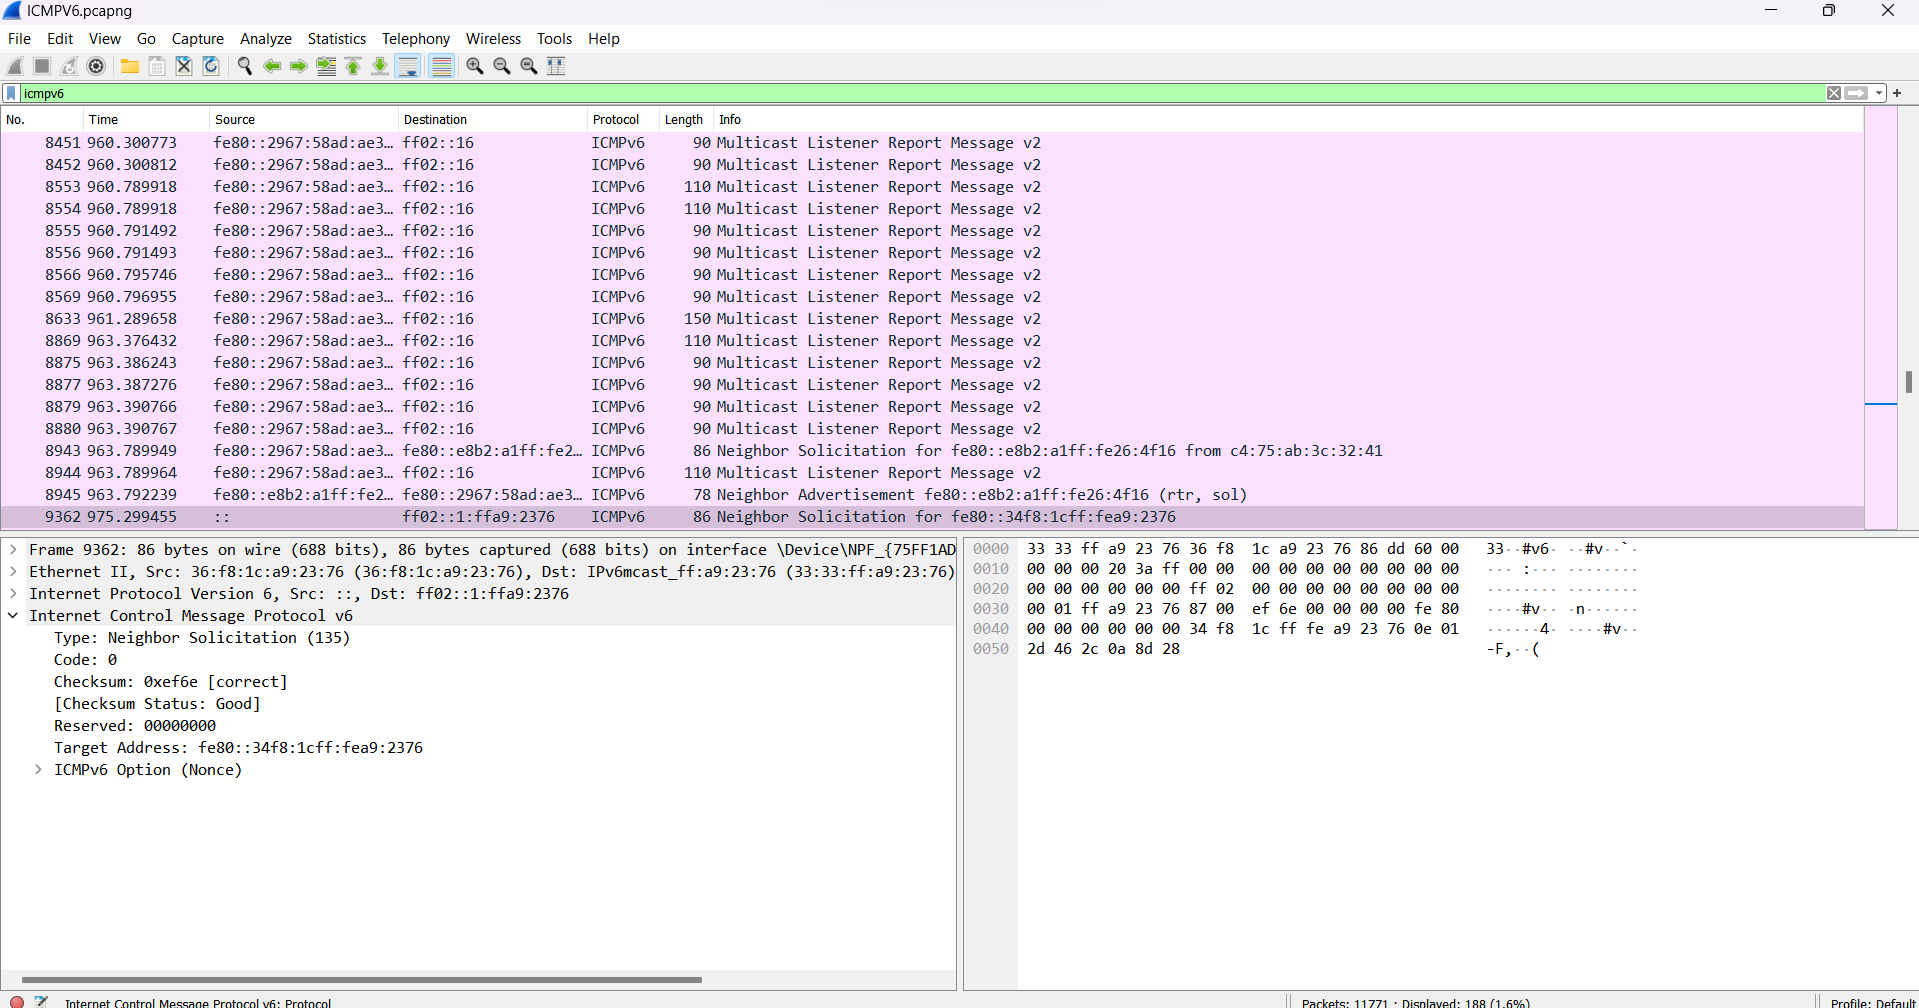 ICMPV6.pcapng
File Edit View Go Capture Analyze Statistics Telephony Wireless Tools Help
icmpv6
No. Time Source Destination Protocol Length Info
8451 960.300773 fe80::2967:58ad:ae3… ff02::16 ICMPv6 90 Multicast Listener Report Message v2
8452 960.300812 fe80::2967:58ad:ae3… ff02::16 ICMPv6 90 Multicast Listener Report Message v2
8553 960.789918 fe80::2967:58ad:ae3… ff02::16 ICMPv6 110 Multicast Listener Report Message v2
8554 960.789918 fe80::2967:58ad:ae3… ff02::16 ICMPv6 110 Multicast Listener Report Message v2
8555 960.791492 fe80::2967:58ad:ae3… ff02::16 ICMPv6 90 Multicast Listener Report Message v2
8556 960.791493 fe80::2967:58ad:ae3… ff02::16 ICMPv6 90 Multicast Listener Report Message v2
8566 960.795746 fe80::2967:58ad:ae3… ff02::16 ICMPv6 90 Multicast Listener Report Message v2
8569 960.796955 fe80::2967:58ad:ae3… ff02::16 ICMPv6 90 Multicast Listener Report Message v2
8633 961.289658 fe80::2967:58ad:ae3… ff02::16 ICMPv6 150 Multicast Listener Report Message v2
8869 963.376432 fe80::2967:58ad:ae3… ff02::16 ICMPv6 110 Multicast Listener Report Message v2
8875 963.386243 fe80::2967:58ad:ae3… ff02::16 ICMPv6 90 Multicast Listener Report Message v2
8877 963.387276 fe80::2967:58ad:ae3… ff02::16 ICMPv6 90 Multicast Listener Report Message v2
8879 963.390766 fe80::2967:58ad:ae3… ff02::16 ICMPv6 90 Multicast Listener Report Message v2
8880 963.390767 fe80::2967:58ad:ae3… ff02::16 ICMPv6 90 Multicast Listener Report Message v2
8943 963.789949 fe80::2967:58ad:ae3… fe80::e8b2:a1ff:fe2… ICMPv6 86 Neighbor Solicitation for fe80::e8b2:a1ff:fe26:4f16 from c4:75:ab:3c:32:41
8944 963.789964 fe80::2967:58ad:ae3… ff02::16 ICMPv6 110 Multicast Listener Report Message v2
8945 963.792239 fe80::e8b2:a1ff:fe2… fe80::2967:58ad:ae3… ICMPv6 78 Neighbor Advertisement fe80::e8b2:a1ff:fe26:4f16 (rtr, sol)
9362 975.299455 :: ff02::1:ffa9:2376 ICMPv6 86 Neighbor Solicitation for fe80::34f8:1cff:fea9:2376
Frame 9362: 86 bytes on wire (688 bits), 86 bytes captured (688 bits) on interface \Device\NPF_{75FF1AD
Ethernet II, Src: 36:f8:1c:a9:23:76 (36:f8:1c:a9:23:76), Dst: IPv6mcast_ff:a9:23:76 (33:33:ff:a9:23:76)
Internet Protocol Version 6, Src: ::, Dst: ff02::1:ffa9:2376
Internet Control Message Protocol v6
Type: Neighbor Solicitation (135)
Code: 0
Checksum: 0xef6e [correct]
[Checksum Status: Good]
Reserved: 00000000
Target Address: fe80::34f8:1cff:fea9:2376
ICMPv6 Option (Nonce)
0000 33 33 ff a9 23 76 36 f8 1c a9 23 76 86 dd 60 00 33··#v6· ··#v··`·
0010 00 00 00 20 3a ff 00 00 00 00 00 00 00 00 00 00 ··· :··· ········
0020 00 00 00 00 00 00 ff 02 00 00 00 00 00 00 00 00 ········ ········
0030 00 01 ff a9 23 76 87 00 ef 6e 00 00 00 00 fe 80 ····#v·· ·n······
0040 00 00 00 00 00 00 34 f8 1c ff fe a9 23 76 0e 01 ······4· ····#v··
0050 2d 46 2c 0a 8d 28 -F,··(
Internet Control Message Protocol v6: Protocol
Packets: 11771 · Displayed: 188 (1.6%)
Profile: Default